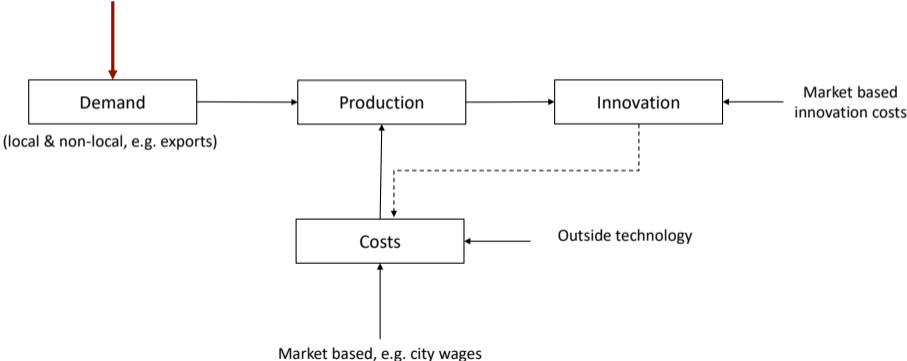 Demand
Production
Innovation
Market based
innovation costs
(local & non-local, e.g. exports)
Costs
Outside technology
Market based, e.g. city wages